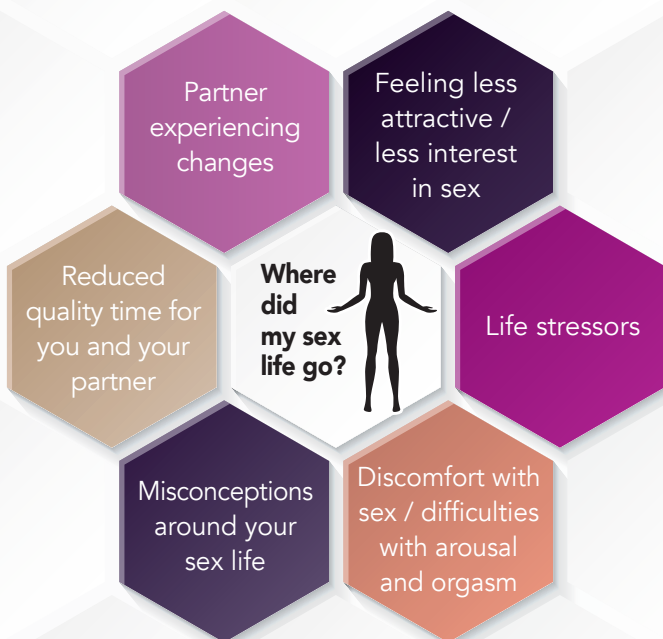 Partner
experiencing
changes
Feeling less
attractive /
less interest
in sex
Reduced
quality time for
you and your
partner
Where
did
my sex
life go?
Life stressors
Misconceptions
around your
sex life
Discomfort with
sex / difficulties
with arousal
and orgasm